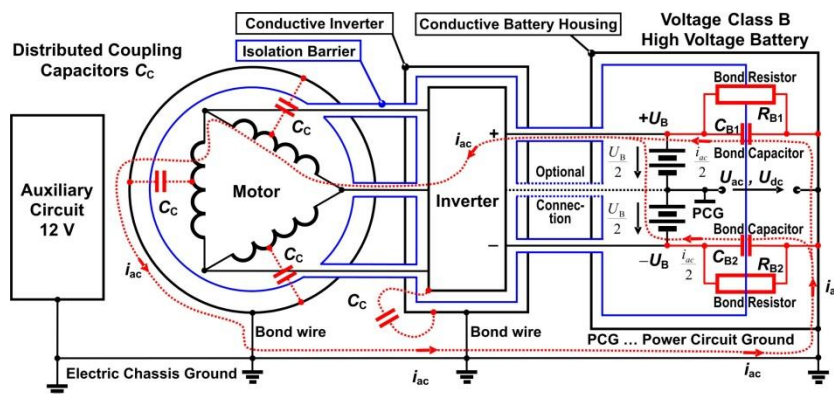 Distributed Coupling
Capacitors CC
Conductive Inverter
Isolation Barrier
Conductive Battery Housing
Voltage Class B
High Voltage Battery
Auxiliary
Circuit
12 V
CC
CC
CC
CC
Motor
iac
iac
+
Inverter
−
Optional
Connec-
tion
+UB
UB
2
UB
2
−UB
iac
2
iac
2
PCG
Uac , Udc
Bond Resistor
RB1
CB1
Bond Capacitor
Bond Capacitor
CB2
RB2
Bond
Resistor
iac
Bond wire
Bond wire
PCG ... Power Circuit Ground
Electric Chassis Ground
iac
iac